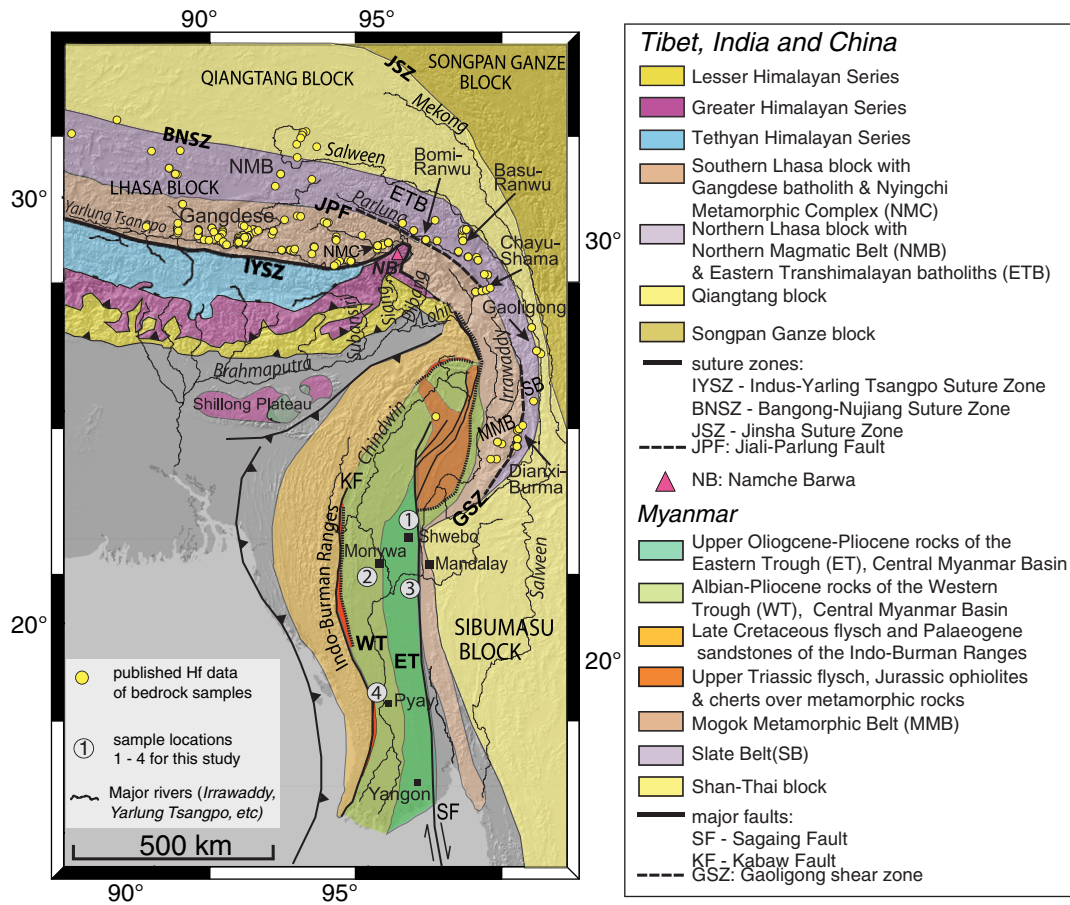 90°
95°
JSZ
SONGPAN GANZE
BLOCK
QIANGTANG BLOCK
Mekong
BNSZ
Salween
Bomi-
Ranwu
Basu-
Ranwu
NMB
ETB
LHASA BLOCK
30°
Parlung
JPF
Yarlung Tsangpo
Gangdese
NMC
30°
Chayu-
Shama
IYSZ
NB
Siang
Dibang
Lohit
Subansiri
Gaoligong
Irrawaddy
Brahmaputra
Shillong Plateau
SB
Chindwin
MMB
KF
Dianxi-
Burma
GSZ
1
Shwebo
Monywa
Mandalay
2
3
Salween
Indo-Burman Ranges
20°
WT
SIBUMASU
BLOCK
ET
20°
4
Pyay
Yangon
SF
published Hf data
of bedrock samples
1
sample locations
1 - 4 for this study
Major rivers (Irrawaddy,
Yarlung Tsangpo, etc)
500 km
90°
95°
Tibet, India and China
Lesser Himalayan Series
Greater Himalayan Series
Tethyan Himalayan Series
Southern Lhasa block with
Gangdese batholith & Nyingchi
Metamorphic Complex (NMC)
Northern Lhasa block with
Northern Magmatic Belt (NMB)
& Eastern Transhimalayan batholiths (ETB)
Qiangtang block
Songpan Ganze block
suture zones:
IYSZ - Indus-Yarling Tsangpo Suture Zone
BNSZ - Bangong-Nujiang Suture Zone
JSZ - Jinsha Suture Zone
JPF: Jiali-Parlung Fault
NB: Namche Barwa
Myanmar
Upper Oliogcene-Pliocene rocks of the
Eastern Trough (ET), Central Myanmar Basin
Albian-Pliocene rocks of the Western
Trough (WT), Central Myanmar Basin
Late Cretaceous flysch and Palaeogene
sandstones of the Indo-Burman Ranges
Upper Triassic flysch, Jurassic ophiolites
& cherts over metamorphic rocks
Mogok Metamorphic Belt (MMB)
Slate Belt(SB)
Shan-Thai block
major faults:
SF - Sagaing Fault
KF - Kabaw Fault
GSZ: Gaoligong shear zone